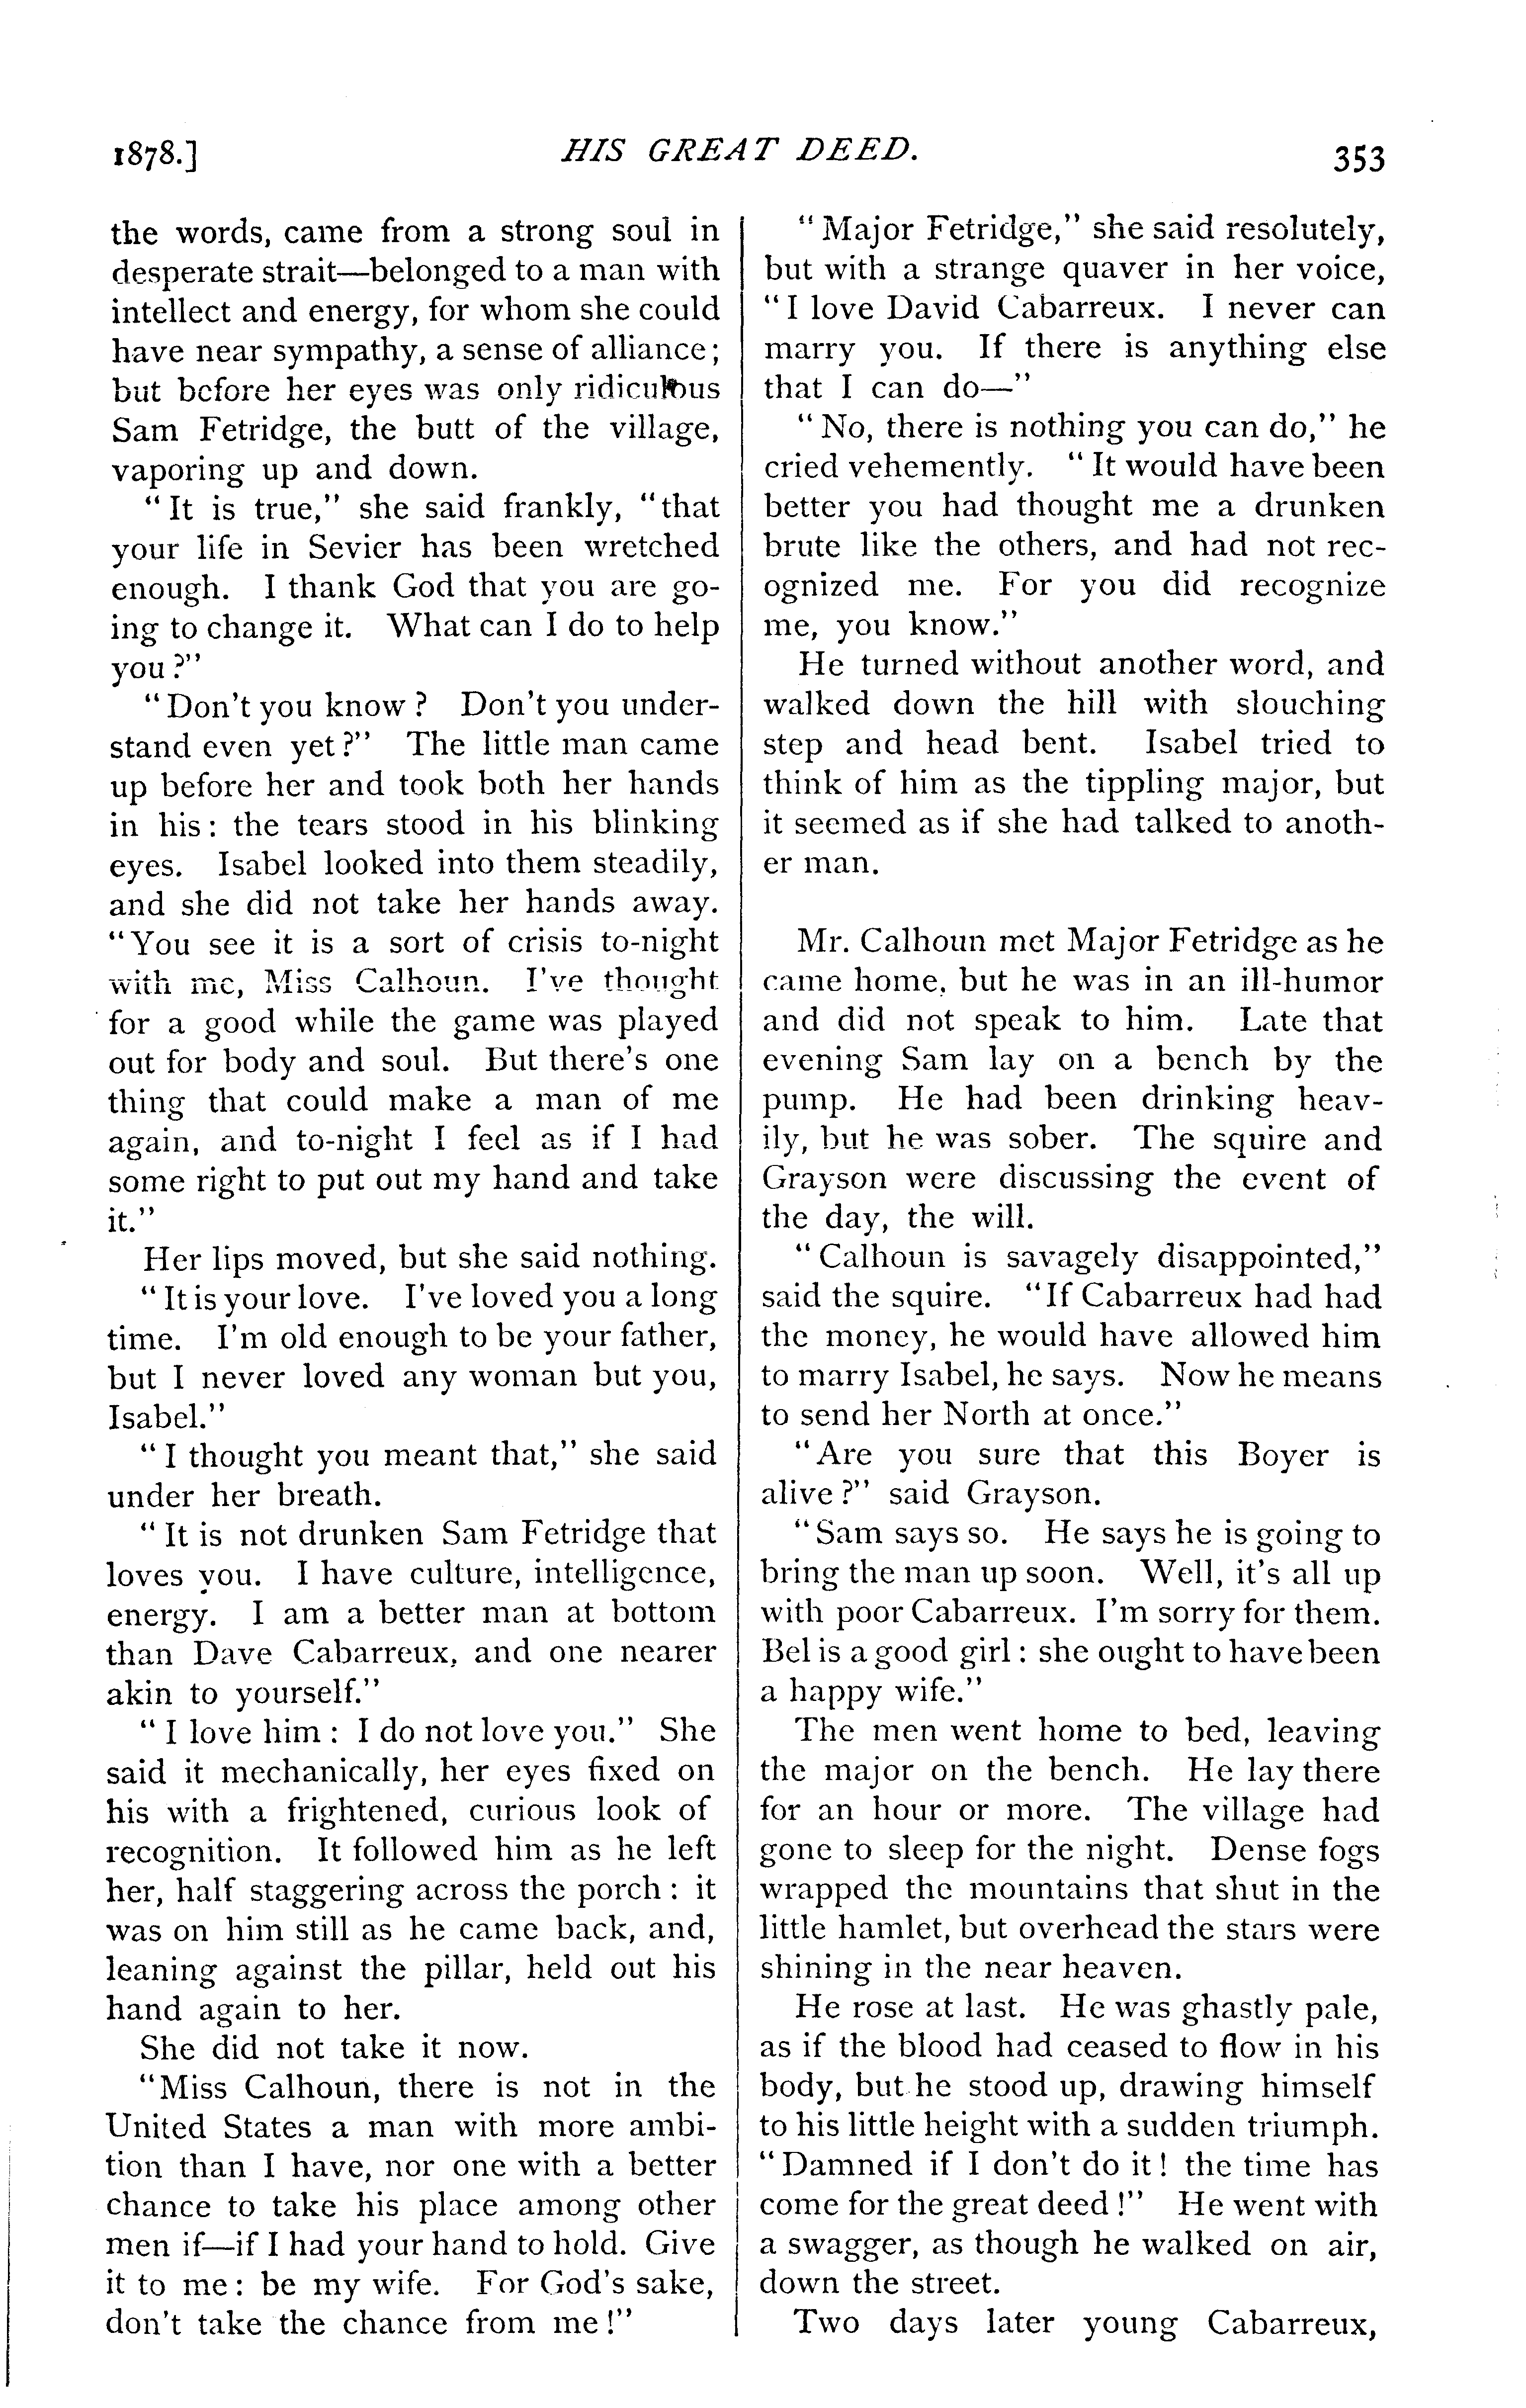 1878.] HIS GREAT DEED. 353
the words, came from a strong soul in
desperate strait—belonged to a man with
intellect and energy, for whom she could
have near sympathy, a sense of alliance;
but before her eyes was only ridiculous
Sam Fetridge, the butt of the village,
vaporing up and down.
"It is true," she said frankly, "that
your life in Sevier has been wretched
enough. I thank God that you are go-
ing to change it. What can I do to help
you?"
"Don't you know? Don't you under-
stand even yet?" The little man came
up before her and took both her hands
in his: the tears stood in his blinking
eyes. Isabel looked into them steadily,
and she did not take her hands away.
"You see it is a sort of crisis to-night
with me, Miss Calhoun. I've thought
for a good while the game was played
out for body and soul. But there's one
thing that could make a man of me
again, and to-night I feel as if I had
some right to put out my hand and take
it."
Her lips moved, but she said nothing.
"It is your love. I've loved you a long
time. I'm old enough to be your father,
but I never loved any woman but you,
Isabel."
"I thought you meant that," she said
under her breath.
"It is not drunken Sam Fetridge that
loves you. I have culture, intelligence,
energy. I am a better man at bottom
than Dave Cabarreux, and one nearer
akin to yourself."
"I love him: I do not love you." She
said it mechanically, her eyes fixed on
his with a frightened, curious look of
recognition. It followed him as he left
her, half staggering across the porch: it
was on him still as he came back, and,
leaning against the pillar, held out his
hand again to her.
She did not take it now.
"Miss Calhoun, there is not in the
United States a man with more ambi-
tion than I have, nor one with a better
chance to take his place among other
men if—if I had your hand to hold. Give
it to me: be my wife. For God's sake,
don't take the chance from me!"
"Major Fetridge," she said resolutely,
but with a strange quaver in her voice,
"I love David Cabarreux. I never can
marry you. If there is anything else
that I can do—"
"No, there is nothing you can do," he
cried vehemently. "It would have been
better you had thought me a drunken
brute like the others, and had not rec-
ognized me. For you did recognize
me, you know."
He turned without another word, and
walked down the hill with slouching
step and head bent. Isabel tried to
think of him as the tippling major, but
it seemed as if she had talked to anoth-
er man.
Mr. Calhoun met Major Fetridge as he
came home, but he was in an ill-humor
and did not speak to him. Late that
evening Sam lay on a bench by the
pump. He had been drinking heav-
ily, but he was sober. The squire and
Grayson were discussing the event of
the day, the will.
"Calhoun is savagely disappointed,"
said the squire. "If Cabarreux had had
the money, he would have allowed him
to marry Isabel, he says. Now he means
to send her North at once."
"Are you sure that this Boyer is
alive?" said Grayson.
"Sam says so. He says he is going to
bring the man up soon. Well, it's all up
with poor Cabarreux. I'm sorry for them.
Bel is a good girl: she ought to have been
a happy wife."
The men went home to bed, leaving
the major on the bench. He lay there
for an hour or more. The village had
gone to sleep for the night. Dense fogs
wrapped the mountains that shut in the
little hamlet, but overhead the stars were
shining in the near heaven.
He rose at last. He was ghastly pale,
as if the blood had ceased to flow in his
body, but he stood up, drawing himself
to his little height with a sudden triumph.
"Damned if I don't do it! the time has
come for the great deed!" He went with
a swagger, as though he walked on air,
down the street.
Two days later young Cabarreux,